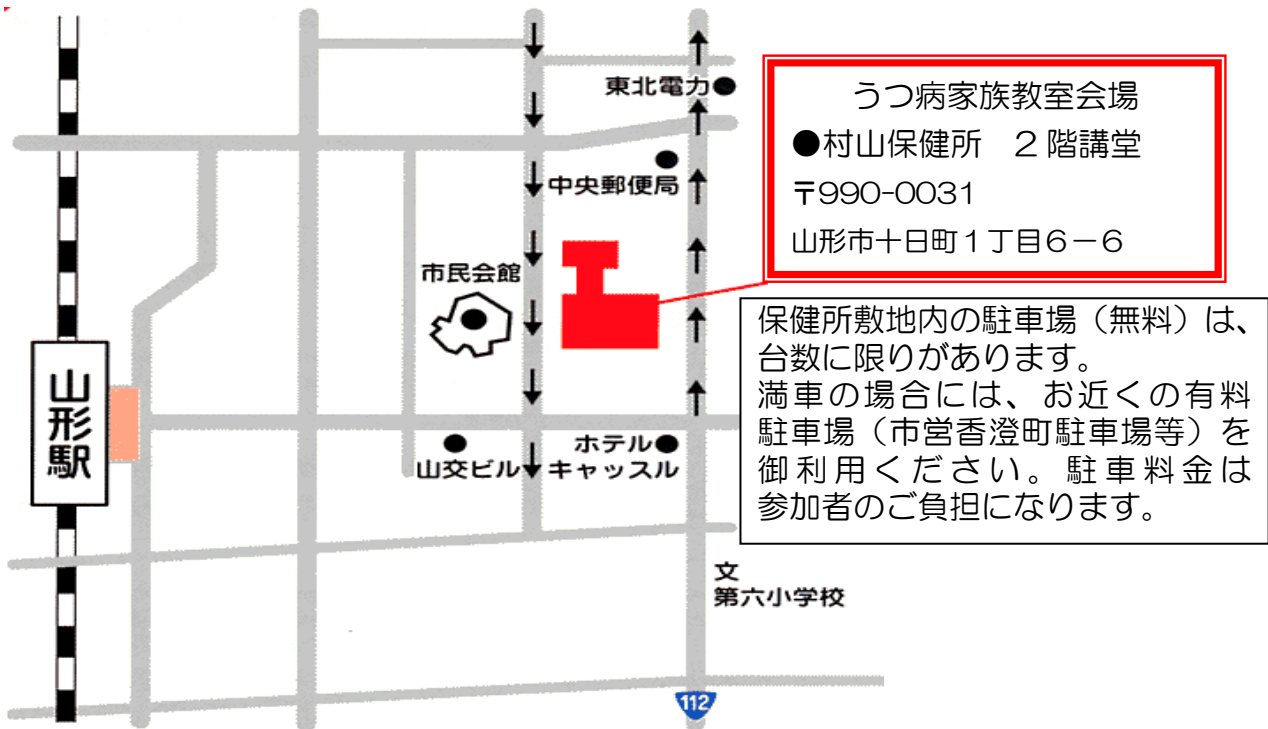 東北電力
中央郵便局
市民会館
山形駅
山交ビル
ホテル
キャッスル
文
第六小学校
112
うつ病家族教室会場
●村山保健所　２階講堂
〒990-0031
山形市十日町１丁目６－６
保健所敷地内の駐車場（無料）は、
台数に限りがあります。
満車の場合には、お近くの有料
駐車場（市営香澄町駐車場等）を
御利用ください。駐車料金は
参加者のご負担になります。